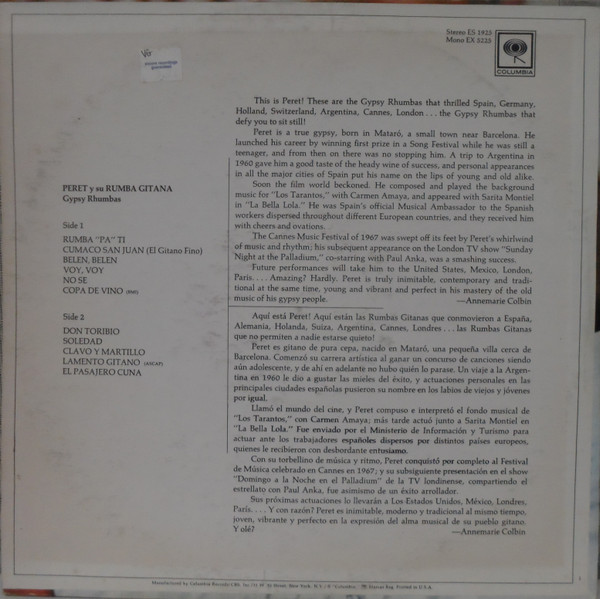 Stereo ES 1925
Mono EX 5225
COLUMBIA
This is Peret! These are the Gypsy Rhumbas that thrilled Spain, Germany,
Holland, Switzerland, Argentina, Cannes, London . . . the Gypsy Rhumbas that
defy you to sit still!
Peret is a true gypsy, born in Mataró, a small town near Barcelona. He
launched his career by winning first prize in a Song Festival while he was still a
teenager, and from then on there was no stopping him. A trip to Argentina in
1960 gave him a good taste of the heady wine of success, and personal appearances
in all the major cities of Spain put his name on the lips of young and old alike.
Soon the film world beckoned. He composed and played the background
music for "Los Tarantos," with Carmen Amaya, and appeared with Sarita Montiel
in "La Bella Lola." He was Spain's official Musical Ambassador to the Spanish
workers dispersed throughout different European countries, and they received him
with cheers and ovations.
The Cannes Music Festival of 1967 was swept off its feet by Peret's whirlwind
of music and rhythm; his subsequent appearance on the London TV show "Sunday
Night at the Palladium," co-starring with Paul Anka, was a smashing success.
Future performances will take him to the United States, Mexico, London,
Paris. . . . Amazing? Hardly. Peret is truly inimitable, contemporary and tradi-
tional at the same time, young and vibrant and perfect in his mastery of the old
music of his gypsy people.
—Annemarie Colbin
PERET y su RUMBA GITANA
Gypsy Rhumbas
Side 1
RUMBA "PA" TI
CUMACO SAN JUAN (El Gitano Fino)
BELEN, BELEN
VOY, VOY
NO SE
COPA DE VINO (BMI)
Side 2
DON TORIBIO
SOLEDAD
CLAVO Y MARTILLO
LAMENTO GITANO (ASCAP)
EL PASAJERO CUNA
Aquí está Peret! Aquí están las Rumbas Gitanas que conmovieron a España,
Alemania, Holanda, Suiza, Argentina, Cannes, Londres . . . las Rumbas Gitanas
que no permiten a nadie estarse quieto!
Peret es gitano de pura cepa, nacido en Mataró, una pequeña villa cerca de
Barcelona. Comenzó su carrera artística al ganar un concurso de canciones siendo
aún adolescente, y de ahí en adelante no hubo quién lo parase. Un viaje a la Argen-
tina en 1960 le dio a gustar las mieles del éxito, y actuaciones personales en las
principales ciudades españolas pusieron su nombre en los labios de viejos y jóvenes
por igual.
Llamó el mundo del cine, y Peret compuso e interpretó el fondo musical de
"Los Tarantos," con Carmen Amaya; más tarde actuó junto a Sarita Montiel en
"La Bella Lola." Fue enviado por el Ministerio de Información y Turismo para
actuar ante los trabajadores españoles dispersos por distintos países europeos,
quienes le recibieron con desbordante entusiasmo.
Con su torbellino de música y ritmo, Peret conquistó por completo al Festival
de Música celebrado en Cannes en 1967; y su subsiguiente presentación en el show
"Domingo a la Noche en el Palladium" de la TV londinense, compartiendo el
estrellato con Paul Anka, fue asimismo de un éxito arrollador.
Sus próximas actuaciones lo llevarán a Los Estados Unidos, México, Londres,
París. . . . Y con razón? Peret es inimitable, moderno y tradicional al mismo tiempo,
joven, vibrante y perfecto en la expresión del alma musical de su pueblo gitano.
Y olé?
—Annemarie Colbin